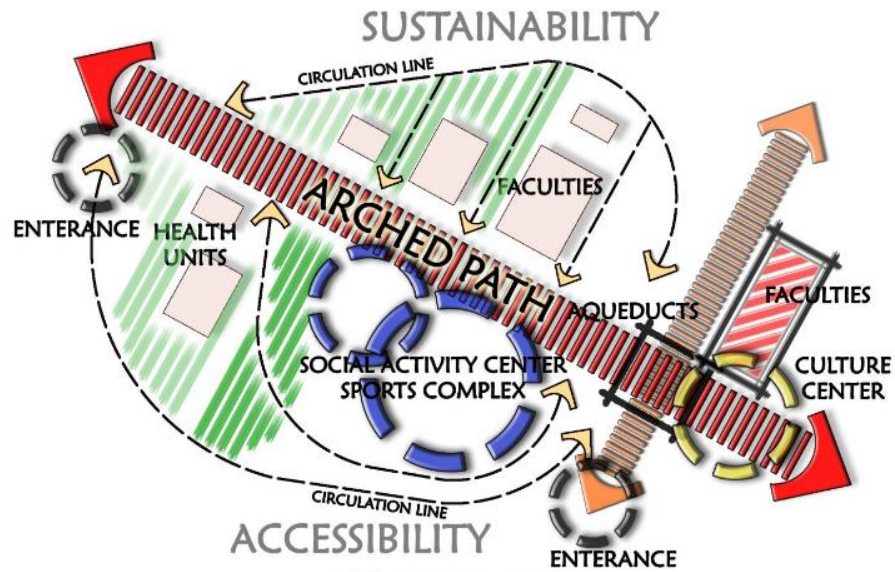 SUSTAINABILITY
CIRCULATION LINE
ENTERANCE
HEALTH
UNITS
ARCHED PATH
FACULTIES
AQUEDUCTS
FACULTIES
SOCIAL ACTIVITY CENTER
SPORTS COMPLEX
CULTURE
CENTER
CIRCULATION LINE
ACCESSIBILITY
ENTERANCE